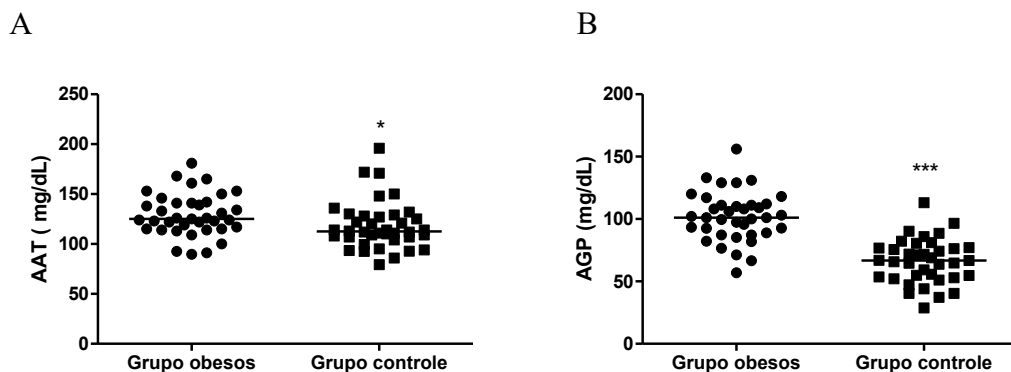 A
AAT ( mg/dL)
250
200
150
100
50
0
*
Grupo obesos Grupo controle
B
AGP (mg/dL)
200
150
100
50
0
***
Grupo obesos Grupo controle